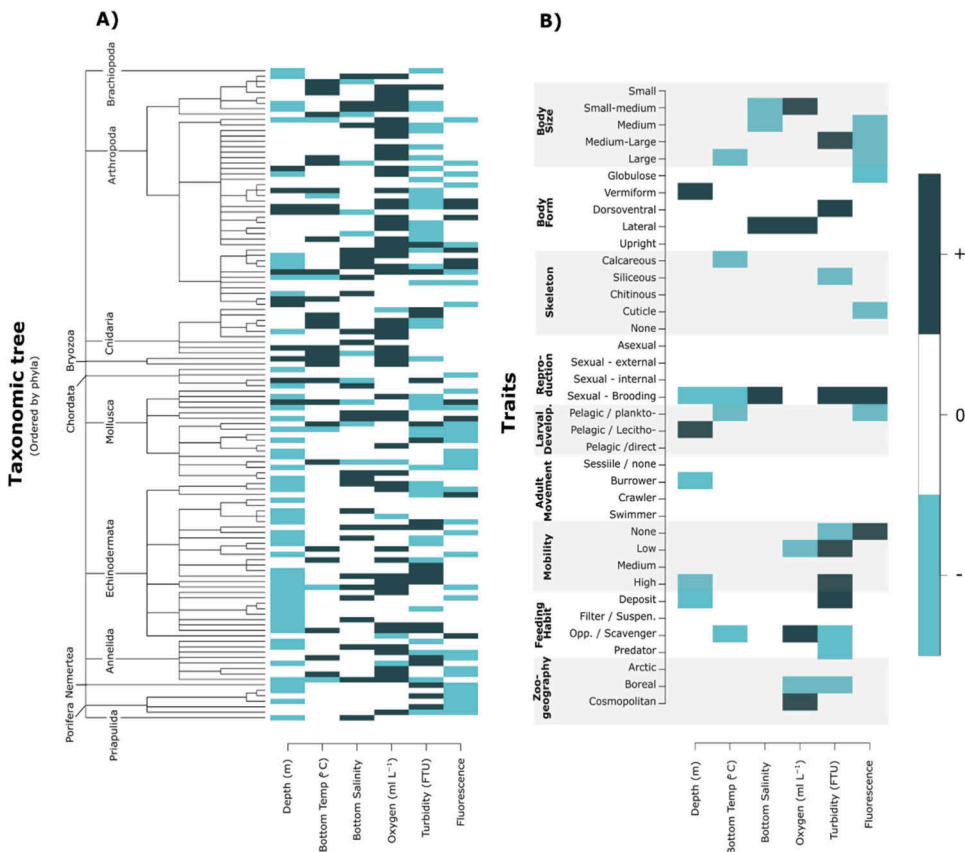 A)
B)
Taxonomic tree
(Ordered by phyla)
Brachiopoda
Arthropoda
Cnidaria
Bryozoa
Chordata
Mollusca
Echinodermata
Annelida
Nemertea
Porifera
Priapulida
Depth (m)
Bottom Temp (°C)
Bottom Salinity
Oxygen (ml L⁻¹)
Turbidity (FTU)
Fluorescence
Traits
Body
Size
Small
Small-medium
Medium
Medium-Large
Large
Body
Form
Globulose
Vermiform
Dorsoventral
Lateral
Upright
Skeleton
Calcareous
Siliceous
Chitinous
Cuticle
None
Repro-
duction
Asexual
Sexual - external
Sexual - internal
Sexual - Brooding
Larval
Develop.
Pelagic / plankto-
Pelagic / Lecitho-
Pelagic /direct
Adult
Movement
Sessiile / none
Burrower
Crawler
Swimmer
Mobility
None
Low
Medium
High
Feeding
Habit
Deposit
Filter / Suspen.
Opp. / Scavenger
Predator
Zoo-
geography
Arctic
Boreal
Cosmopolitan
Depth (m)
Bottom Temp (°C)
Bottom Salinity
Oxygen (ml L⁻¹)
Turbidity (FTU)
Fluorescence
+
0
-